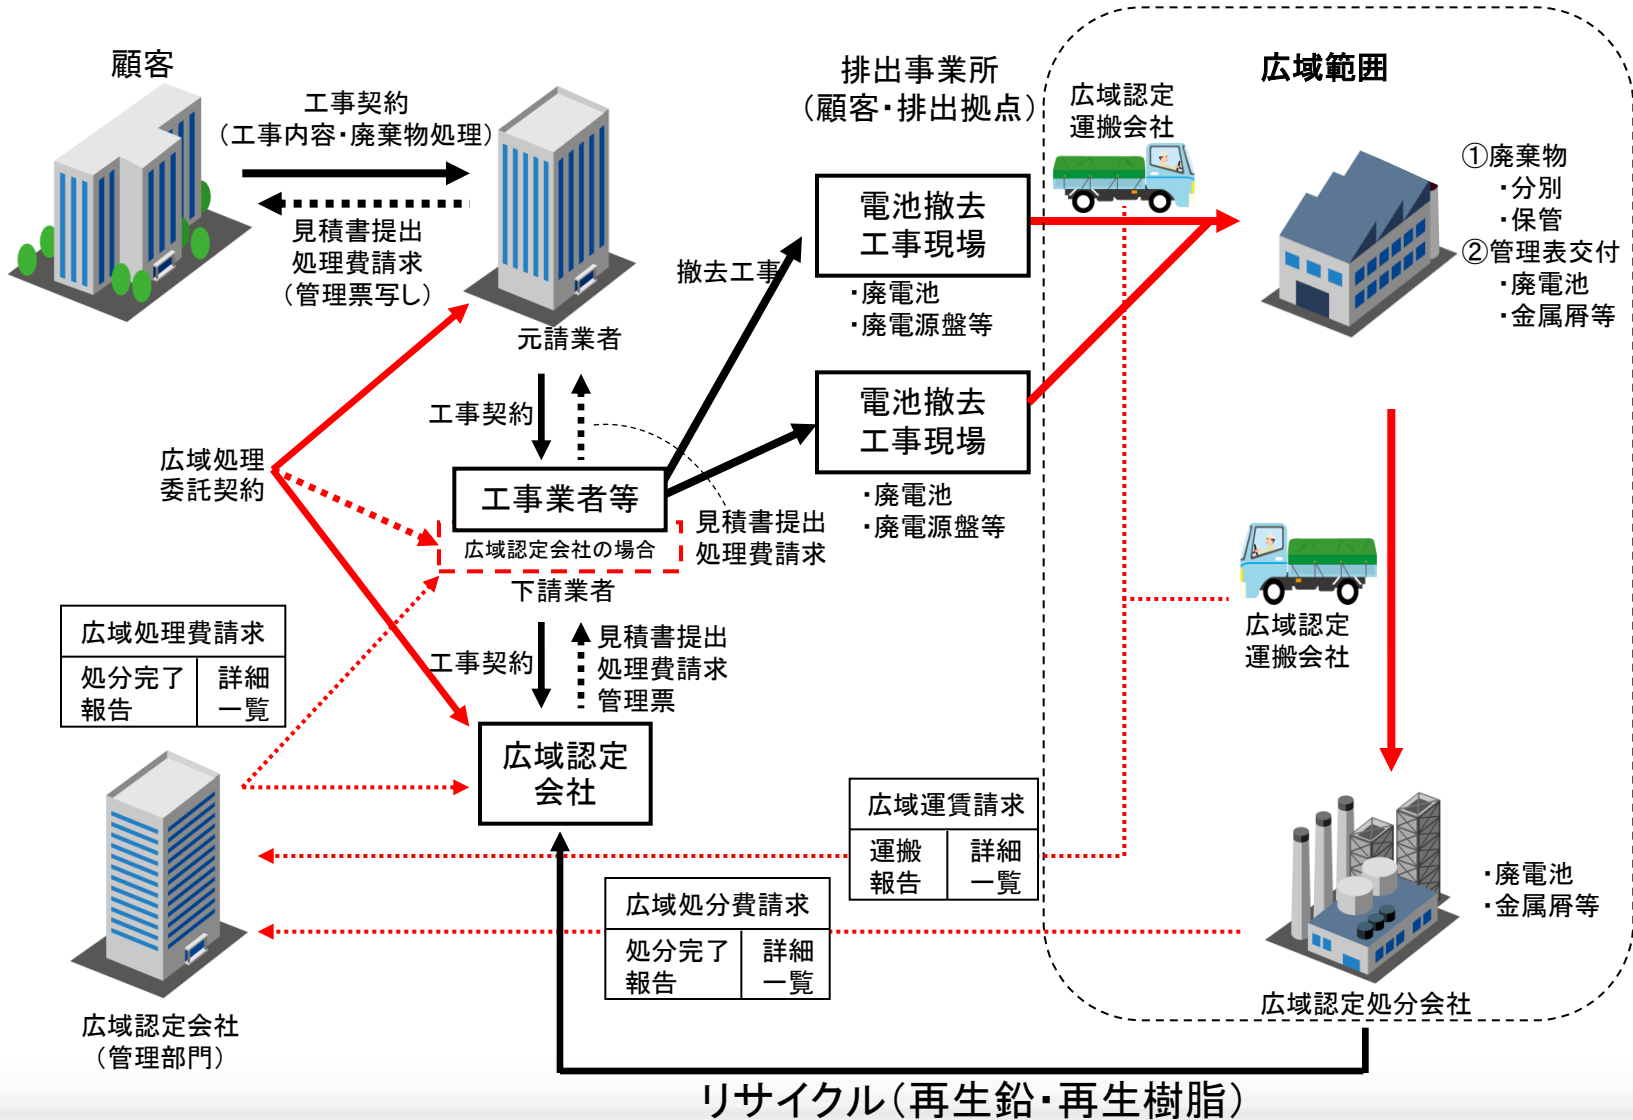 顧客
工事契約
（工事内容・廃棄物処理）
見積書提出
処理費請求
（管理票写し）
元請業者
排出事業所
（顧客・排出拠点）
広域認定
運搬会社
広域範囲
①廃棄物
・分別
・保管
②管理表交付
・廃電池
・金属屑等
電池撤去
工事現場
・廃電池
・廃電源盤等
撤去工事
電池撤去
工事現場
・廃電池
・廃電源盤等
工事契約
広域処理
委託契約
工事業者等
広域認定会社の場合
見積書提出
処理費請求
下請業者
工事契約
見積書提出
処理費請求
管理票
広域処理費請求
処分完了
報告
詳細
一覧
広域認定
会社
広域認定
運搬会社
広域運賃請求
運搬
報告
詳細
一覧
広域処分費請求
処分完了
報告
詳細
一覧
・廃電池
・金属屑等
広域認定処分会社
広域認定会社
（管理部門）
リサイクル（再生鉛・再生樹脂）